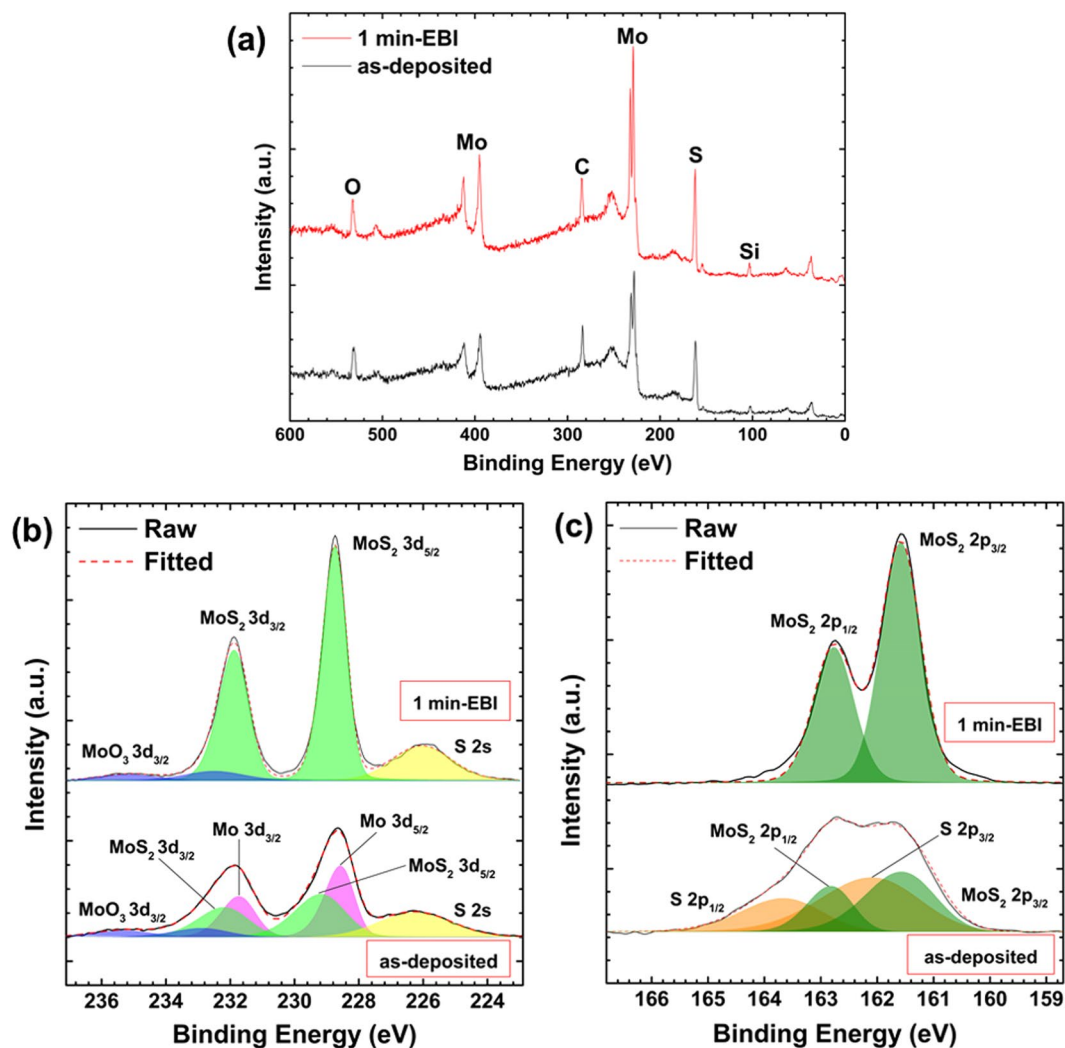 (a)
1 min-EBI
as-deposited
Mo
Mo
C
S
O
Si
Intensity (a.u.)
600 500 400 300 200 100 0
Binding Energy (eV)
(b)
Raw
Fitted
MoS2 3d5/2
MoS2 3d3/2
1 min-EBI
MoO3 3d3/2
S 2s
Mo 3d3/2
Mo 3d5/2
MoS2 3d3/2
MoS2 3d5/2
MoO3 3d3/2
S 2s
as-deposited
Intensity (a.u.)
236 234 232 230 228 226 224
Binding Energy (eV)
(c)
Raw
Fitted
MoS2 2p3/2
MoS2 2p1/2
1 min-EBI
MoS2 2p1/2
S 2p3/2
S 2p1/2
MoS2 2p3/2
as-deposited
Intensity (a.u.)
166 165 164 163 162 161 160 159
Binding Energy (eV)